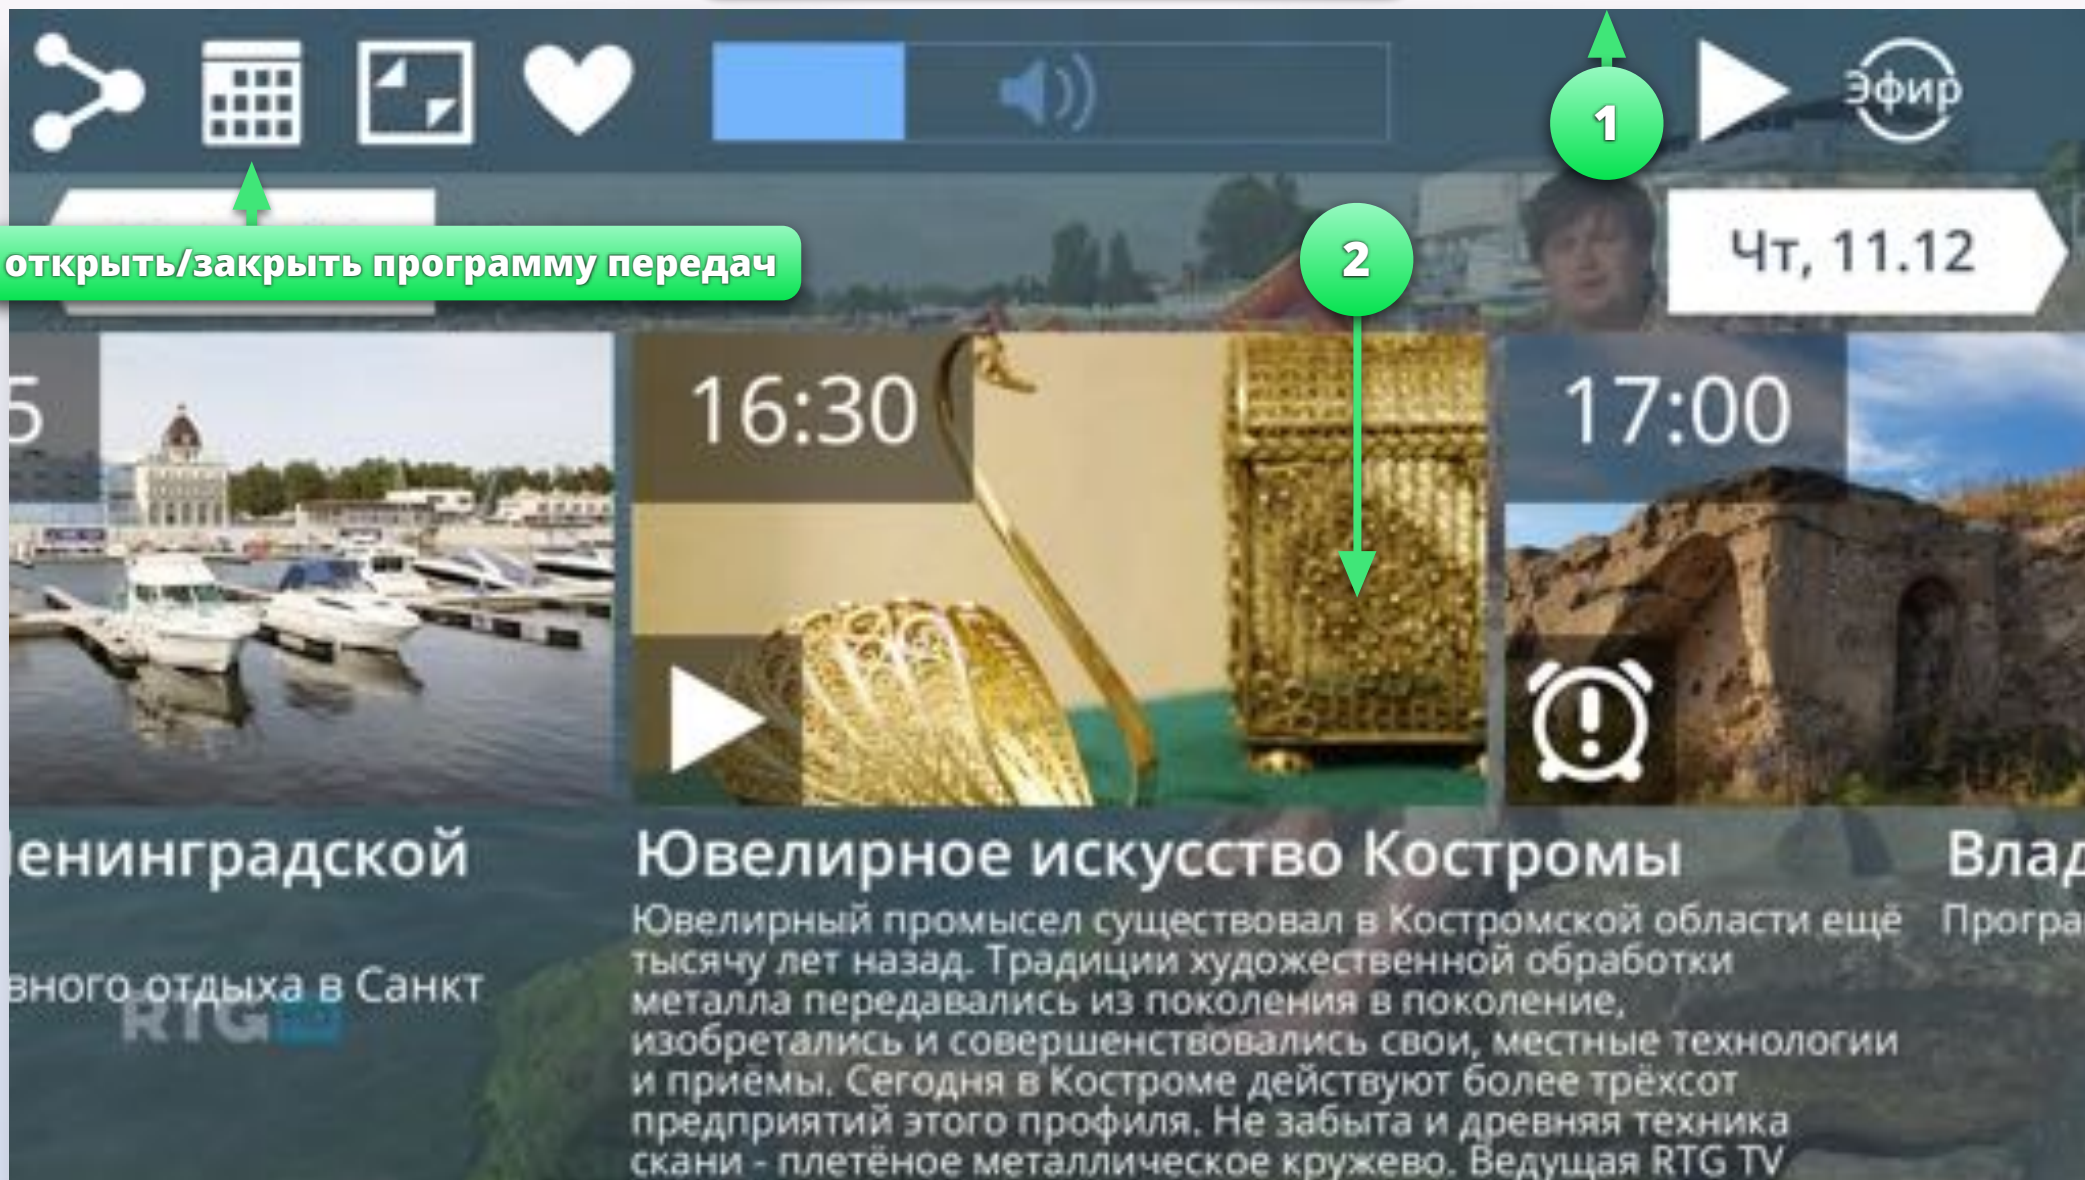 Эфир
1
Чт, 11.12
открыть/закрыть программу передач
2
5
16:30
17:00
енинградской
Ювелирное искусство Костромы
Влад
Ювелирный промысел существовал в Костромской области ещё
Програ
тысячу лет назад. Традиции художественной обработки
вного отдыха в Санкт
металла передавались из поколения в поколение,
RTG
изобретались и совершенствовались свои, местные технологии
и приёмы. Сегодня в Костроме действуют более трёхсот
предприятий этого профиля. Не забыта и древняя техника
скани - плетёное металлическое кружево. Ведущая RTG TV